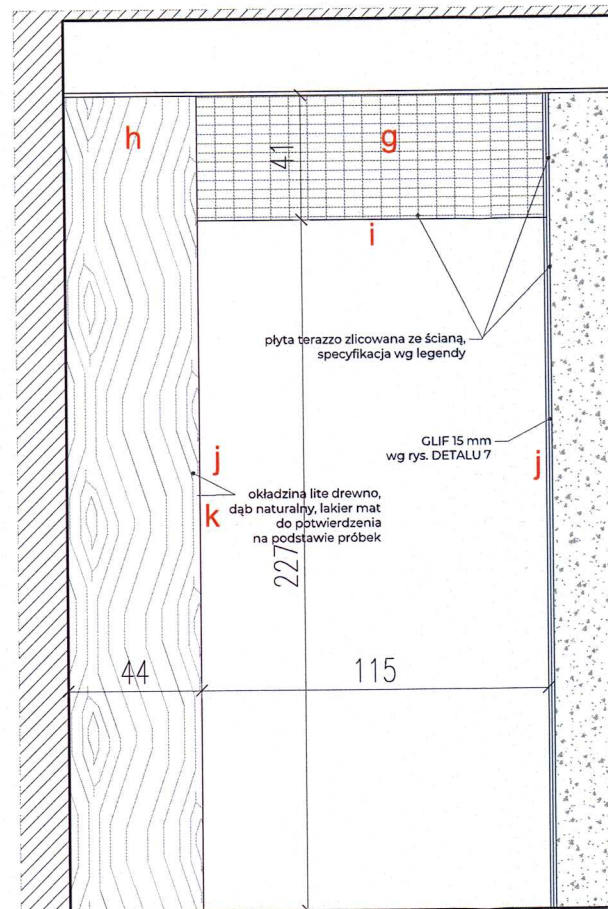 h
g
41
i
płyta terazzo zlicowana ze ścianą,
specyfikacja wg legendy
GLIF 15 mm
wg rys. DETALU 7
j
j
k
okładzina lite drewno,
dąb naturalny, lakier mat
do potwierdzenia
na podstawie próbek
227
44
115